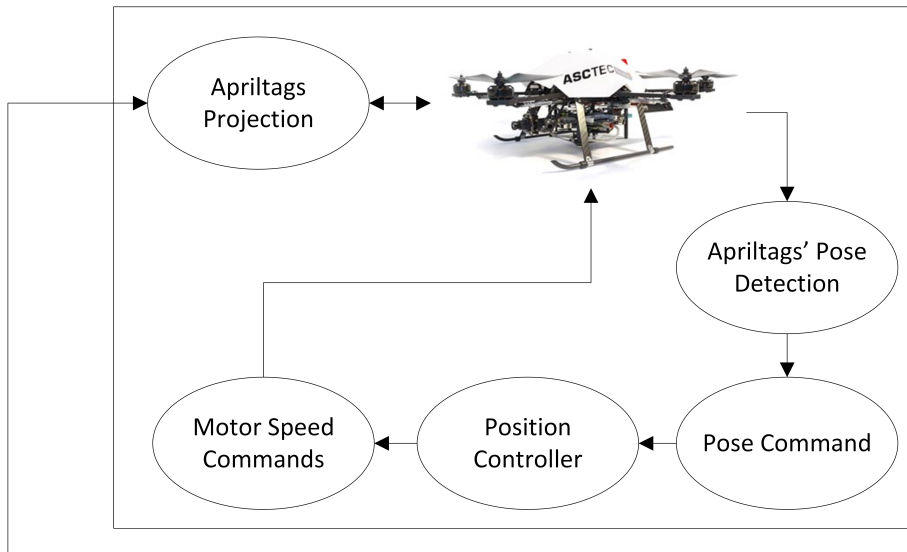 Apriltags
Projection
ASCTEC
Apriltags’ Pose
Detection
Motor Speed
Commands
Position
Controller
Pose Command